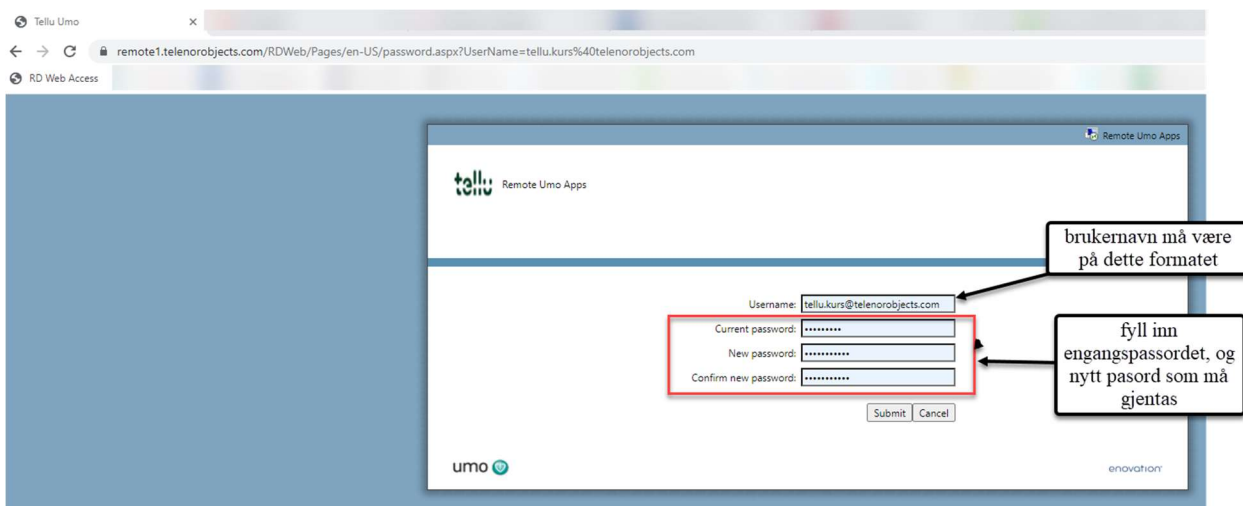 Tellu Umo
remote1.telenorobjects.com/RDWeb/Pages/en-US/password.aspx?UserName=tellu.kurs%40telenorobjects.com
RD Web Access
Remote Umo Apps
tellu Remote Umo Apps
brukernavn må være
på dette formatet
Username: tellu.kurs@telenorobjects.com
Current password: •••••••••
New password: •••••••••••
Confirm new password: •••••••••••
fyll inn
engangspassordet, og
nytt pasord som må
gjentas
Submit Cancel
umo
enovation